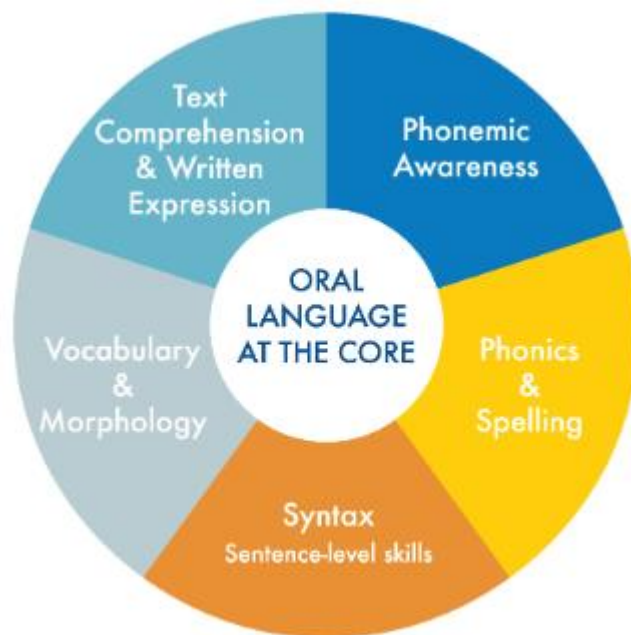 Text
Comprehension
& Written
Expression
Phonemic
Awareness
ORAL
LANGUAGE
AT THE CORE
Vocabulary
&
Morphology
Phonics
&
Spelling
Syntax
Sentence-level skills